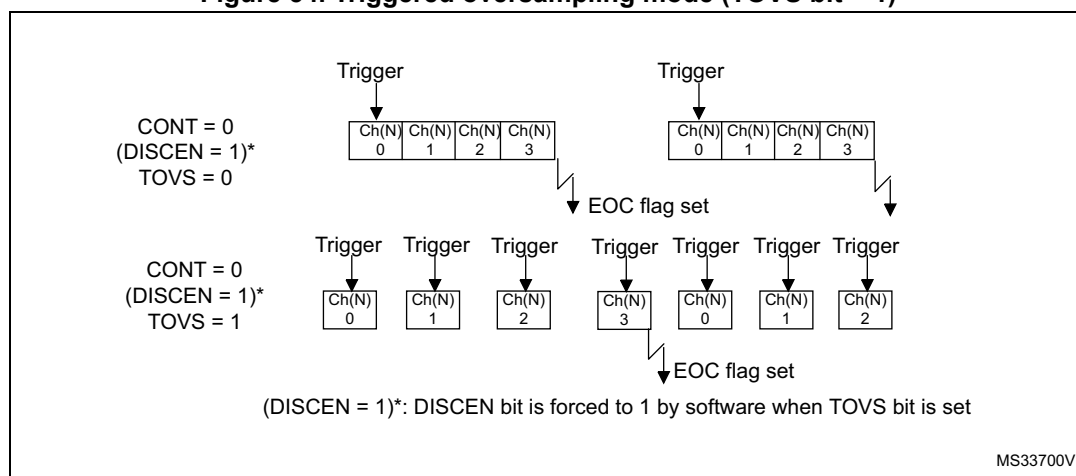 Figure Triggered oversampling mode (TOVS bit = 1)
Trigger Trigger
CONT = 0
(DISCEN = 1)*
TOVS = 0
Ch(N) Ch(N) Ch(N) Ch(N) Ch(N) Ch(N) Ch(N) Ch(N)
0 1 2 3 0 1 2 3
EOC flag set
Trigger Trigger Trigger Trigger Trigger Trigger Trigger
CONT = 0
(DISCEN = 1)*
TOVS = 1
Ch(N) Ch(N) Ch(N) Ch(N) Ch(N) Ch(N) Ch(N)
0 1 2 3 0 1 2
EOC flag set
(DISCEN = 1)*: DISCEN bit is forced to 1 by software when TOVS bit is set
MS33700V